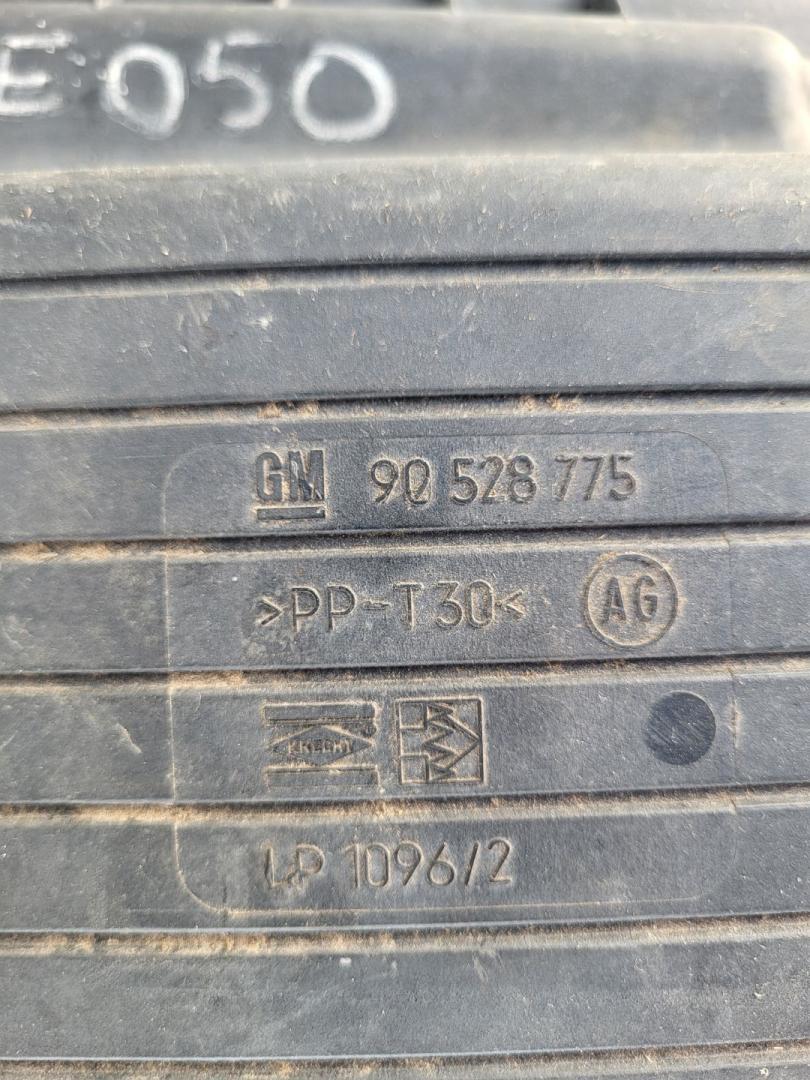 E050
GM 90 528 775
>PP-T30< AG
KNECHT
LP 1096/2